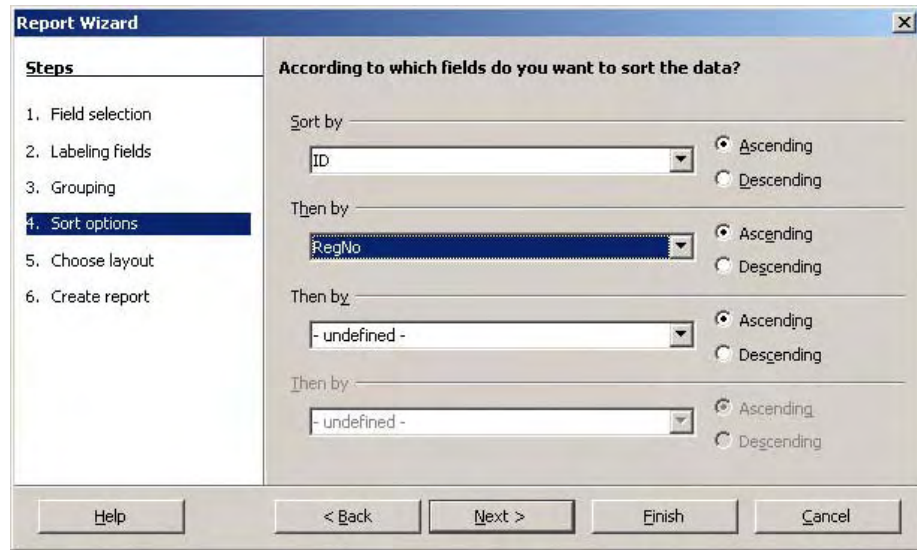 Report Wizard
Steps
1. Field selection
2. Labeling fields
3. Grouping
4. Sort options
5. Choose layout
6. Create report
According to which fields do you want to sort the data?
Sort by
ID
Ascending
Descending
Then by
RegNo
Ascending
Descending
Then by
- undefined -
Ascending
Descending
Then by
- undefined -
Ascending
Descending
Help
< Back
Next >
Finish
Cancel